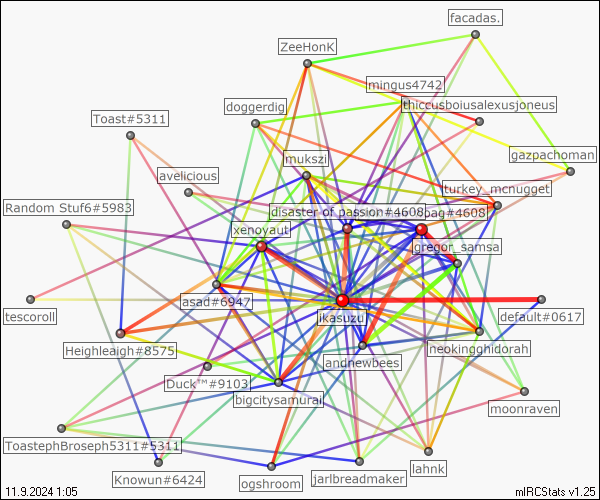 facadas.
ZeeHonK
mingus4742
thiccusboiusalexusjoneus
doggerdig
Toast#5311
mukszi
gazpachoman
avelicious
turkey_mcnugget
Random Stuf6#5983
disaster of passion#4608
pag#4608
xenoyaut
gregor_samsa
asad#6947
tescoroll
jkasuzu
default#0617
Heighleaigh#8575
neokingghidorah
andnewbees
Duck™#9103
bigcitysamurai
moonraven
ToastephBroseph5311#5311
lahnk
Knowun#6424
ogshroom
jarlbreadmaker
11.9.2024 1:05
mIRCStats v1.25